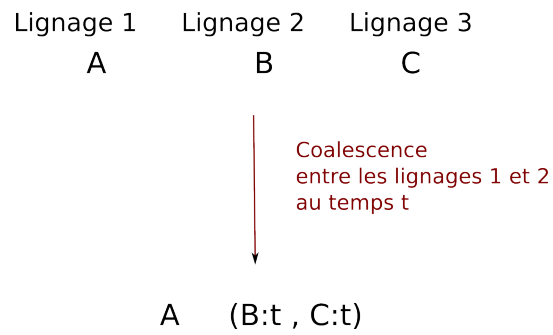 Lignage 1 Lignage 2 Lignage 3
A B C
Coalescence
entre les lignages 1 et 2
au temps t
A (B:t , C:t)